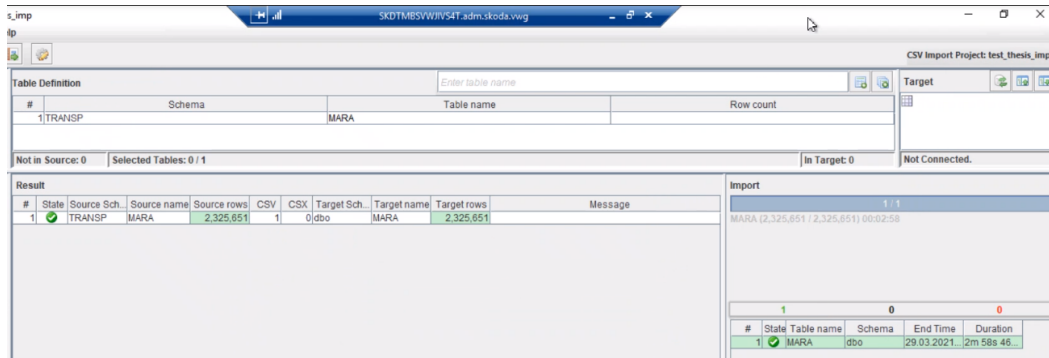 s_imp
SKDTMBSVWJIVS4T.adm.skoda.vwg
lp
CSV Import Project: test_thesis_imp
Table Definition
Enter table name
Target
# Schema Table name Row count
1 TRANSP MARA
Not in Source: 0 Selected Tables: 0 / 1 In Target: 0 Not Connected.
Result
Import
# State Source Sch... Source name Source rows CSV CSX Target Sch... Target name Target rows Message
1 TRANSP MARA 2,325,651 1 0 dbo MARA 2,325,651
1 / 1
MARA (2,325,651 / 2,325,651) 00:02:58
1 0 0
# State Table name Schema End Time Duration
1 MARA dbo 29.03.2021... 2m 58s 46...